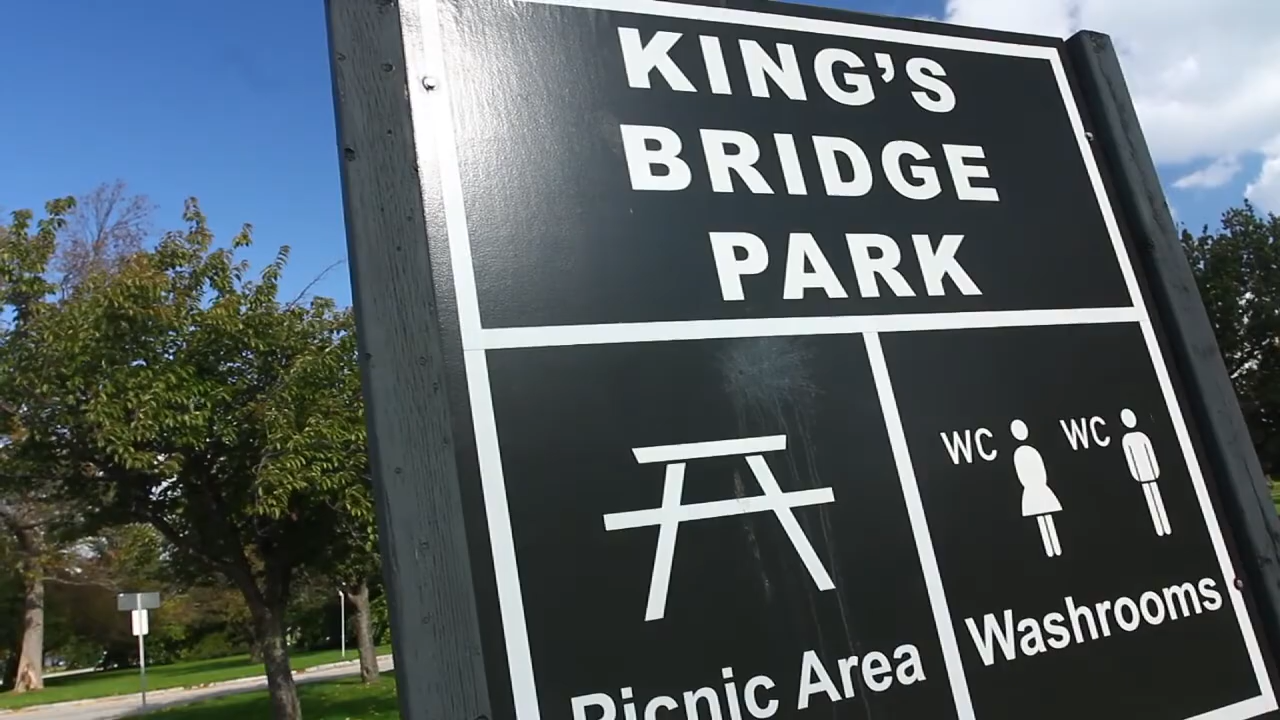 KING'S
BRIDGE
PARK
WC WC
Picnic Area
Washrooms